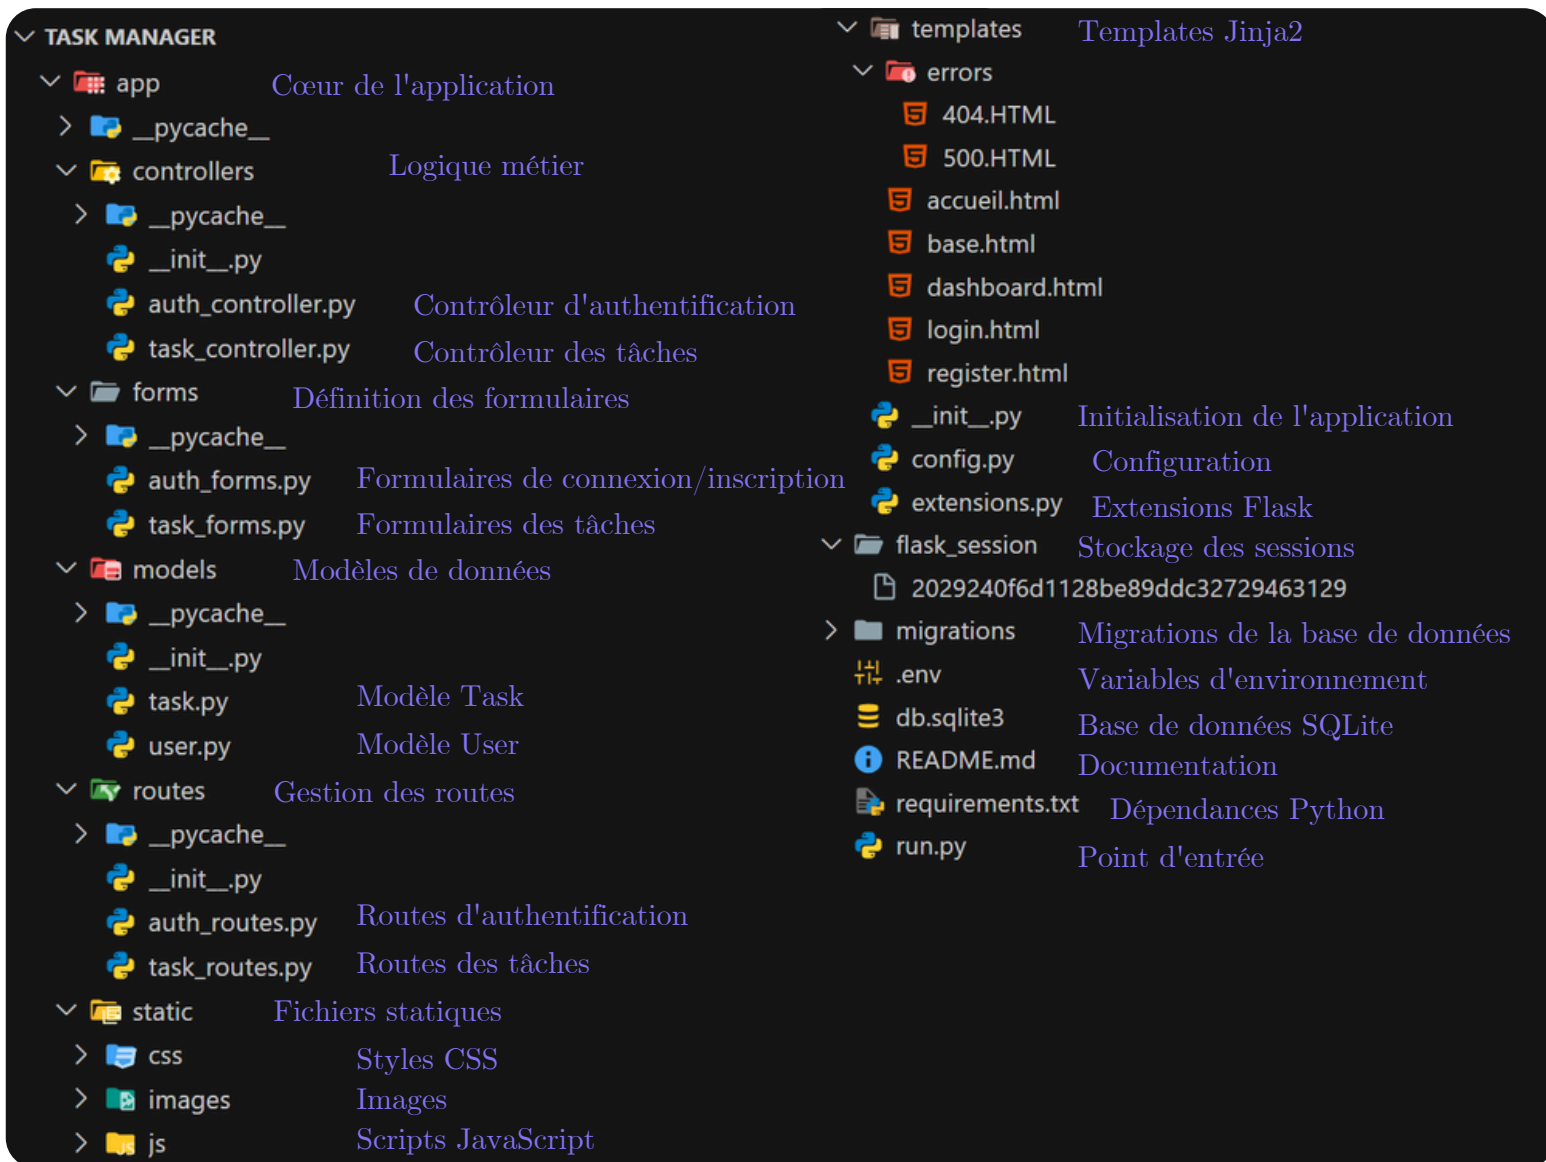 TASK MANAGER
app Cœur de l'application
__pycache__
controllers Logique métier
__pycache__
__init__.py
auth_controller.py Contrôleur d'authentification
task_controller.py Contrôleur des tâches
forms Définition des formulaires
__pycache__
auth_forms.py Formulaires de connexion/inscription
task_forms.py Formulaires des tâches
models Modèles de données
__pycache__
__init__.py
task.py Modèle Task
user.py Modèle User
routes Gestion des routes
__pycache__
__init__.py
auth_routes.py Routes d'authentification
task_routes.py Routes des tâches
static Fichiers statiques
css Styles CSS
images Images
js Scripts JavaScript
templates Templates Jinja2
errors
404.HTML
500.HTML
accueil.html
base.html
dashboard.html
login.html
register.html
__init__.py Initialisation de l'application
config.py Configuration
extensions.py Extensions Flask
flask_session Stockage des sessions
2029240f6d1128be89ddc32729463129
migrations Migrations de la base de données
.env Variables d'environnement
db.sqlite3 Base de données SQLite
README.md Documentation
requirements.txt Dépendances Python
run.py Point d'entrée